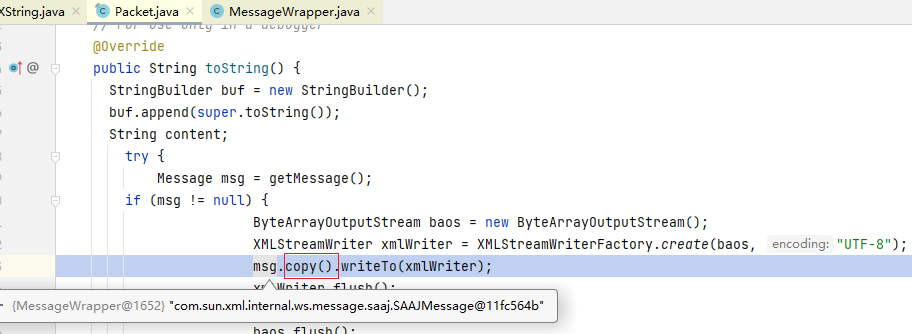 XString.java × Packet.java × MessageWrapper.java ×
// For use only in a debugger
@Override
@ public String toString() {
StringBuilder buf = new StringBuilder();
buf.append(super.toString());
String content;
try {
Message msg = getMessage();
if (msg != null) {
ByteArrayOutputStream baos = new ByteArrayOutputStream();
XMLStreamWriter xmlWriter = XMLStreamWriterFactory.create(baos, encoding: "UTF-8");
msg.copy().writeTo(xmlWriter);
xmlWriter.flush();
{MessageWrapper@1652} "com.sun.xml.internal.ws.message.saaj.SAAJMessage@11fc564b"
baos.flush();